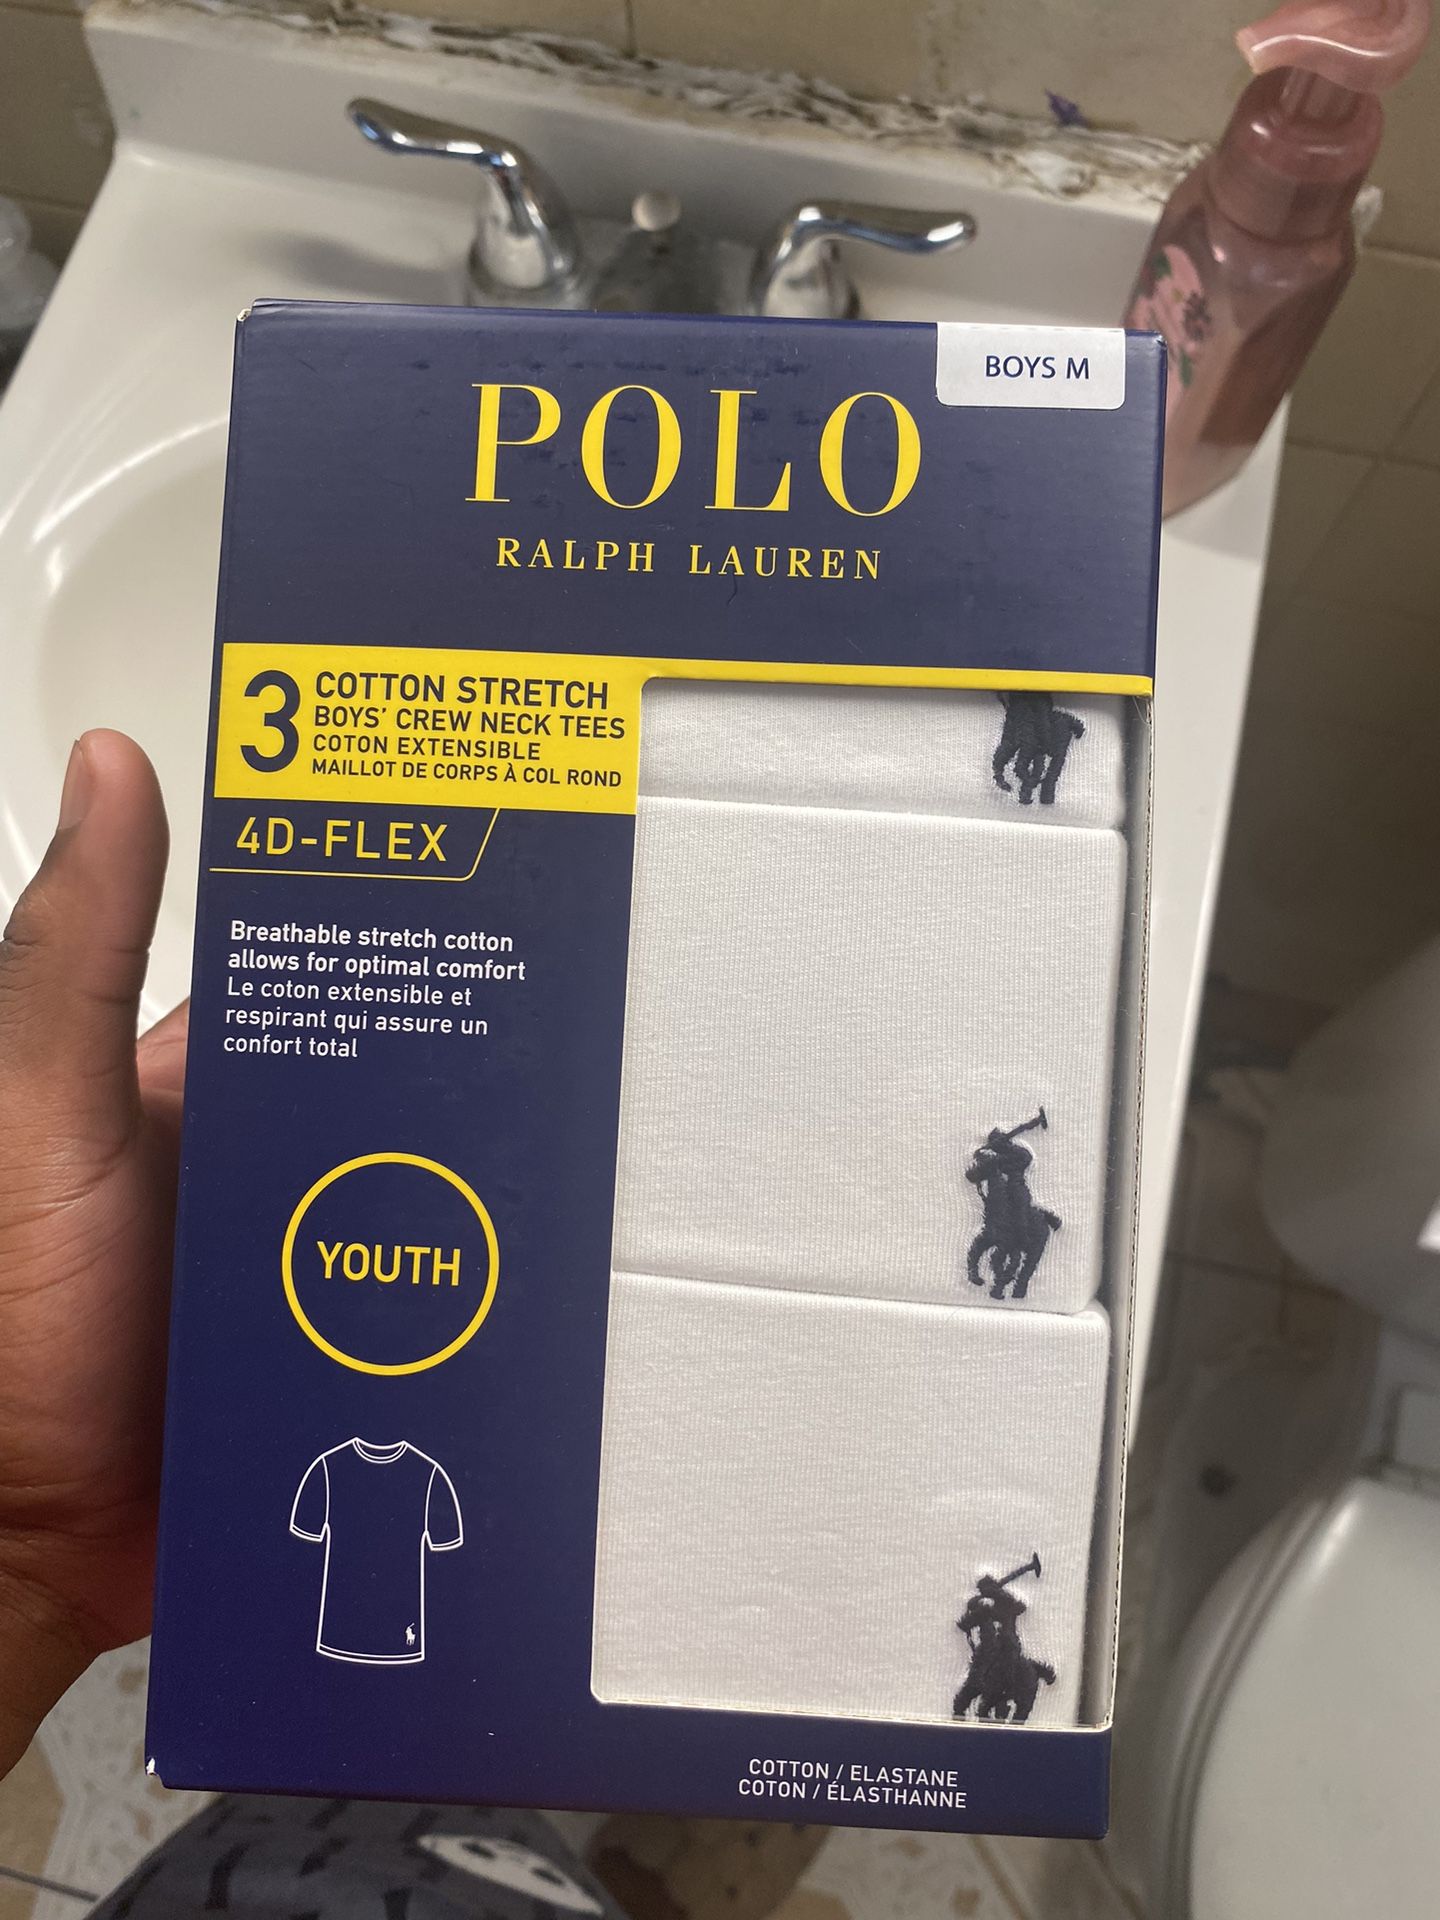 BOYS M
POLO
RALPH LAUREN
3
COTTON STRETCH
BOYS' CREW NECK TEES
COTON EXTENSIBLE
MAILLOT DE CORPS À COL ROND
4D-FLEX
Breathable stretch cotton
allows for optimal comfort
Le coton extensible et
respirant qui assure un
confort total
YOUTH
COTTON / ELASTANE
COTON / ÉLASTHANNE